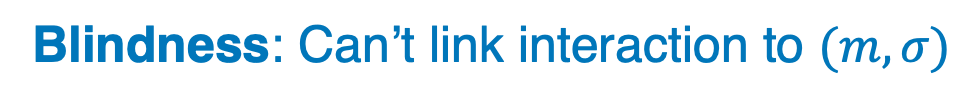 Blindness: Can’t link interaction to (m, σ)